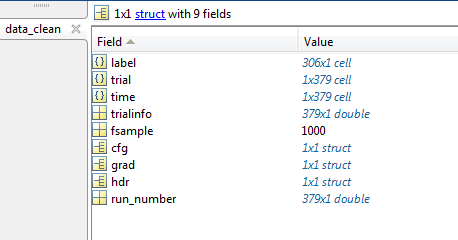 1x1 struct with 9 fields
data_clean
Field Value
label 306x1 cell
trial 1x379 cell
time 1x379 cell
trialinfo 379x1 double
fsample 1000
cfg 1x1 struct
grad 1x1 struct
hdr 1x1 struct
run_number 379x1 double